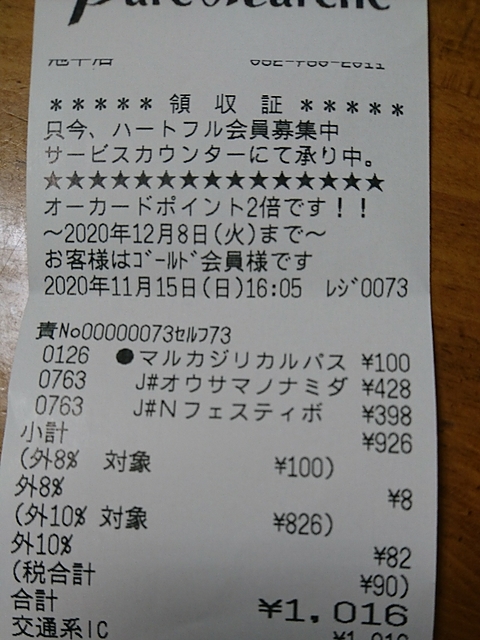 Pure Marche
* * * * * 領 収 証 * * * * *
只今、ハートフル会員募集中
サービスカウンターにて承り中。
★★★★★★★★★★★★★★★
オーカードポイント2倍です!!
～2020年12月8日(火)まで～
お客様はｺﾞｰﾙﾄﾞ会員様です
2020年11月15日(日)16:05 ﾚｼﾞ0073
責No00000073ｾﾙﾌ73
0126 ●マルカジリカルパス ¥100
0763 J#オウサマノナミダ ¥428
0763 J#Nフェスティボ ¥398
小計 ¥926
(外8% 対象 ¥100)
外8% ¥8
(外10% 対象 ¥826)
外10% ¥82
(税合計 ¥90)
合計 ¥1,016
交通系IC ¥1,016